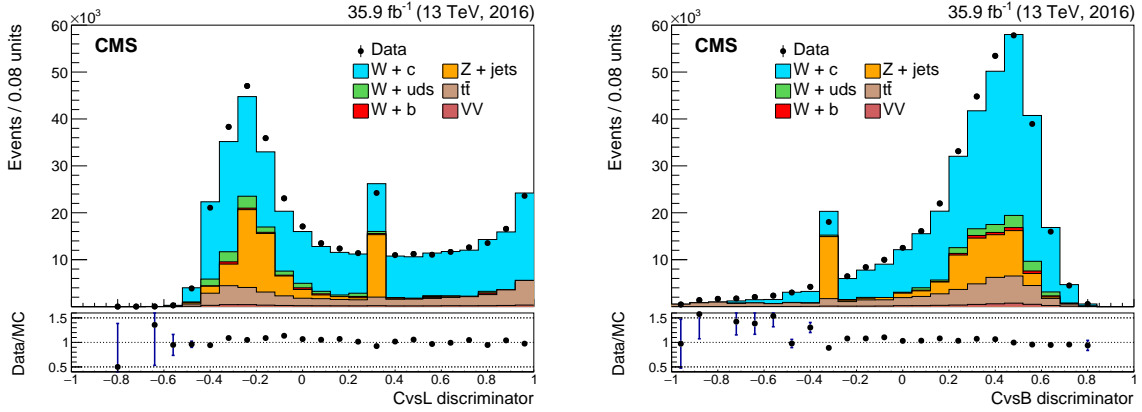 35.9 fb⁻¹ (13 TeV, 2016)
×10³
CMS
Data
W + c
Z + jets
W + uds
tt̄
W + b
VV
Events / 0.08 units
60
50
40
30
20
10
Data/MC
1.5
1
0.5
−1 −0.8 −0.6 −0.4 −0.2 0 0.2 0.4 0.6 0.8 1
CvsL discriminator
35.9 fb⁻¹ (13 TeV, 2016)
×10³
CMS
Data
W + c
Z + jets
W + uds
tt̄
W + b
VV
Events / 0.08 units
60
50
40
30
20
10
Data/MC
1.5
1
0.5
−1 −0.8 −0.6 −0.4 −0.2 0 0.2 0.4 0.6 0.8 1
CvsB discriminator